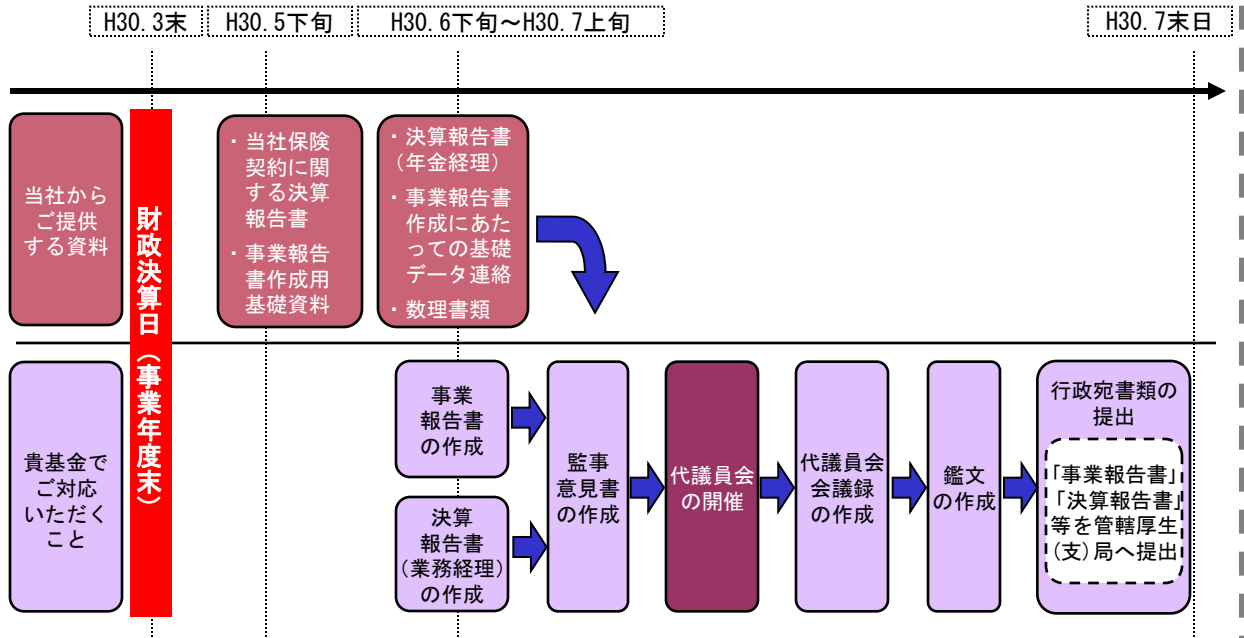 H30.3末
H30.5下旬
H30.6下旬～H30.7上旬
H30.7末日
当社から
ご提供
する資料
財政決算日（事業年度末）
・当社保険
契約に関
する決算
報告書
・事業報告
書作成用
基礎資料
・決算報告書
（年金経理）
・事業報告書
作成にあた
っての基礎
データ連絡
・数理書類
貴基金で
ご対応
いただく
こと
事業
報告書
の作成
決算
報告書
(業務経理)
の作成
監事
意見書
の作成
代議員会
の開催
代議員会
会議録
の作成
鑑文
の作成
行政宛書類の
提出
「事業報告書」
「決算報告書」
等を管轄厚生
(支)局へ提出